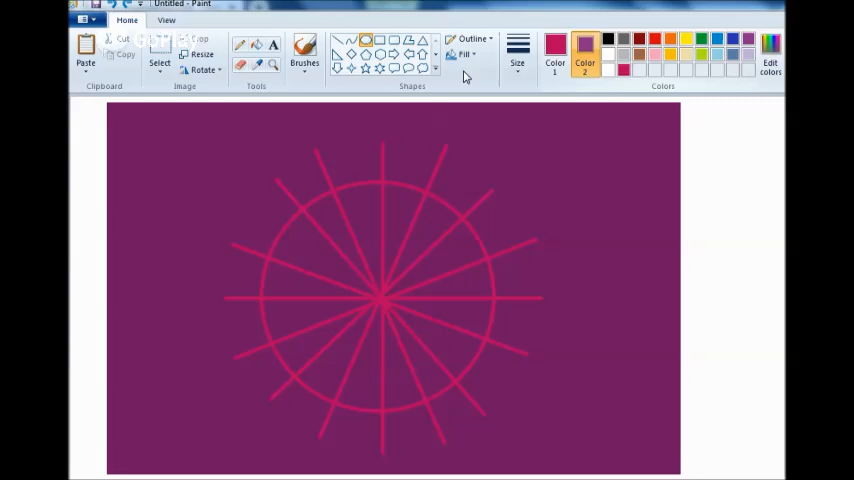 Untitled - Paint
Home
View
Cut
Copy
Paste
Clipboard
Crop
Resize
Rotate
Select
Image
A
Tools
Brushes
Outline
Fill
Shapes
Size
Color
1
Color
2
Edit
colors
Colors